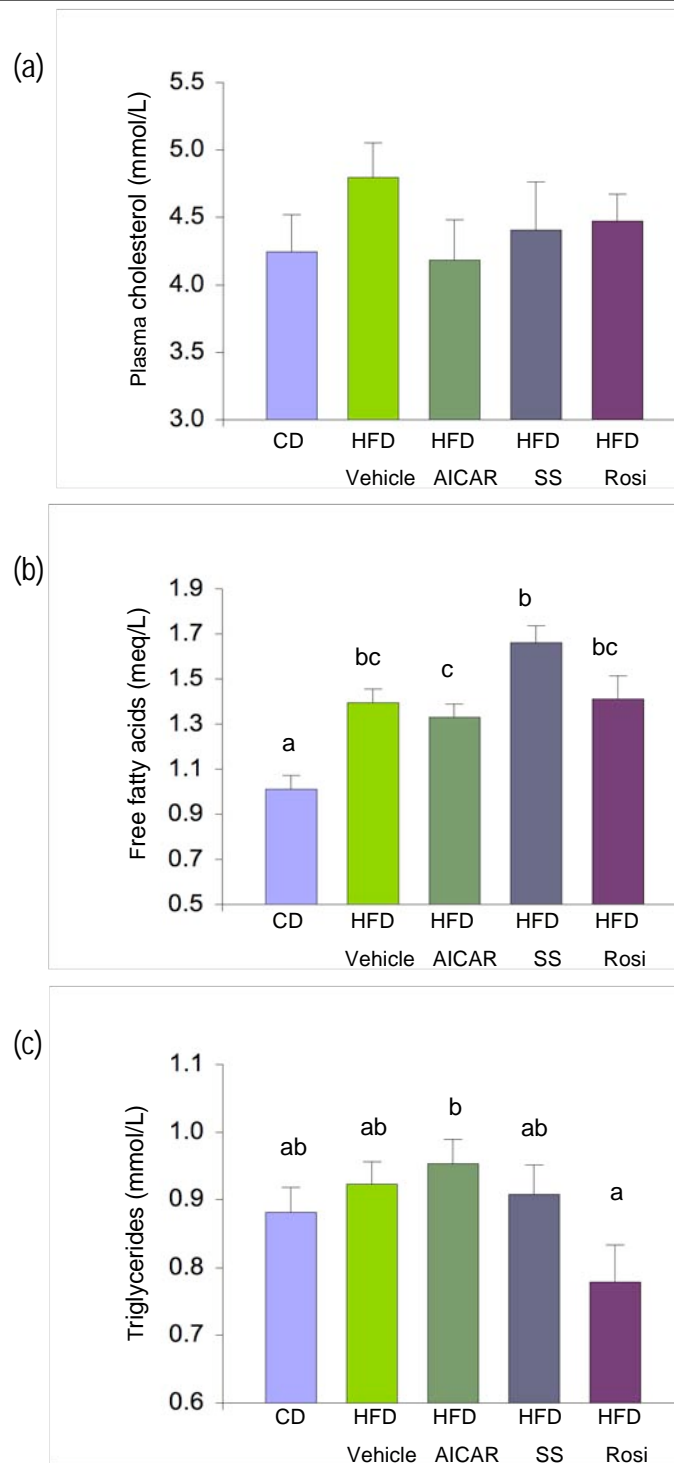 (a)
Plasma cholesterol (mmol/L)
5.5
5.0
4.5
4.0
3.5
3.0
CD HFD HFD HFD HFD
Vehicle AICAR SS Rosi
(b)
Free fatty acids (meq/L)
1.9
1.7
1.5
1.3
1.1
0.9
0.7
0.5
a bc c b bc
CD HFD HFD HFD HFD
Vehicle AICAR SS Rosi
(c)
Triglycerides (mmol/L)
1.1
1.0
0.9
0.8
0.7
0.6
ab ab b ab a
CD HFD HFD HFD HFD
Vehicle AICAR SS Rosi